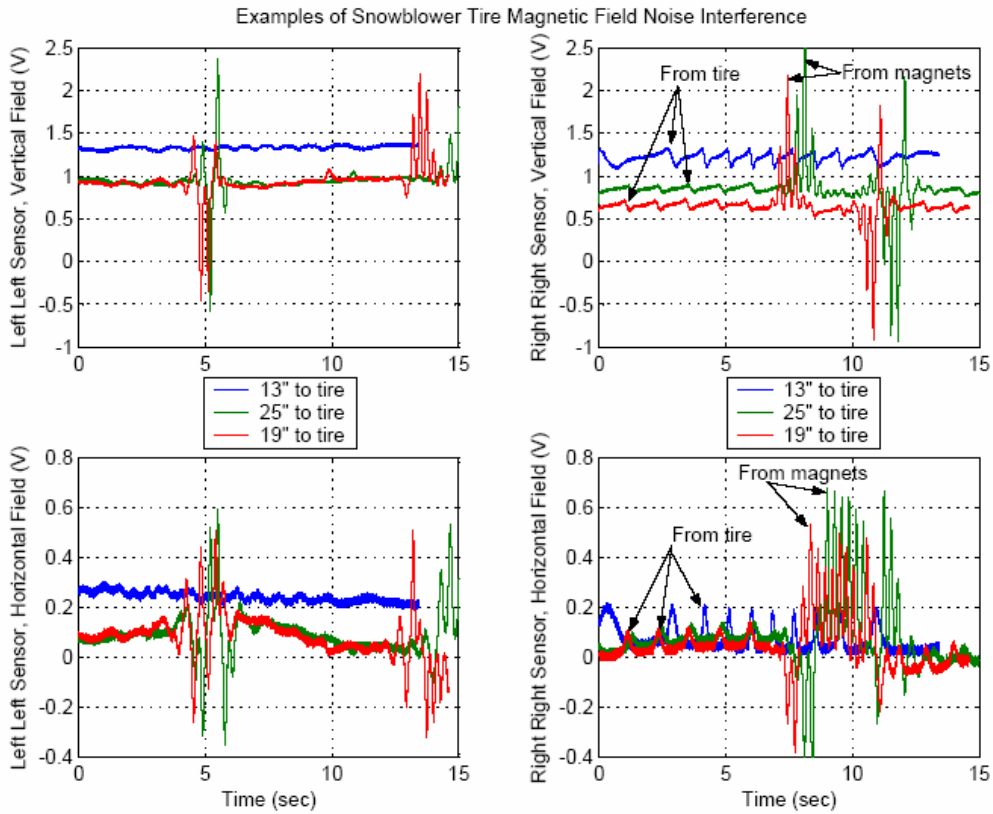 Examples of Snowblower Tire Magnetic Field Noise Interference
Left Left Sensor, Vertical Field (V)
2.5
2
1.5
1
0.5
0
-0.5
-1
0 5 10 15
Right Right Sensor, Vertical Field (V)
2.5
2
1.5
1
0.5
0
-0.5
-1
From tire
From magnets
0 5 10 15
13" to tire
25" to tire
19" to tire
13" to tire
25" to tire
19" to tire
Left Left Sensor, Horizontal Field (V)
0.8
0.6
0.4
0.2
0
-0.2
-0.4
0 5 10 15
Time (sec)
Right Right Sensor, Horizontal Field (V)
0.8
0.6
0.4
0.2
0
-0.2
-0.4
From magnets
From tire
0 5 10 15
Time (sec)